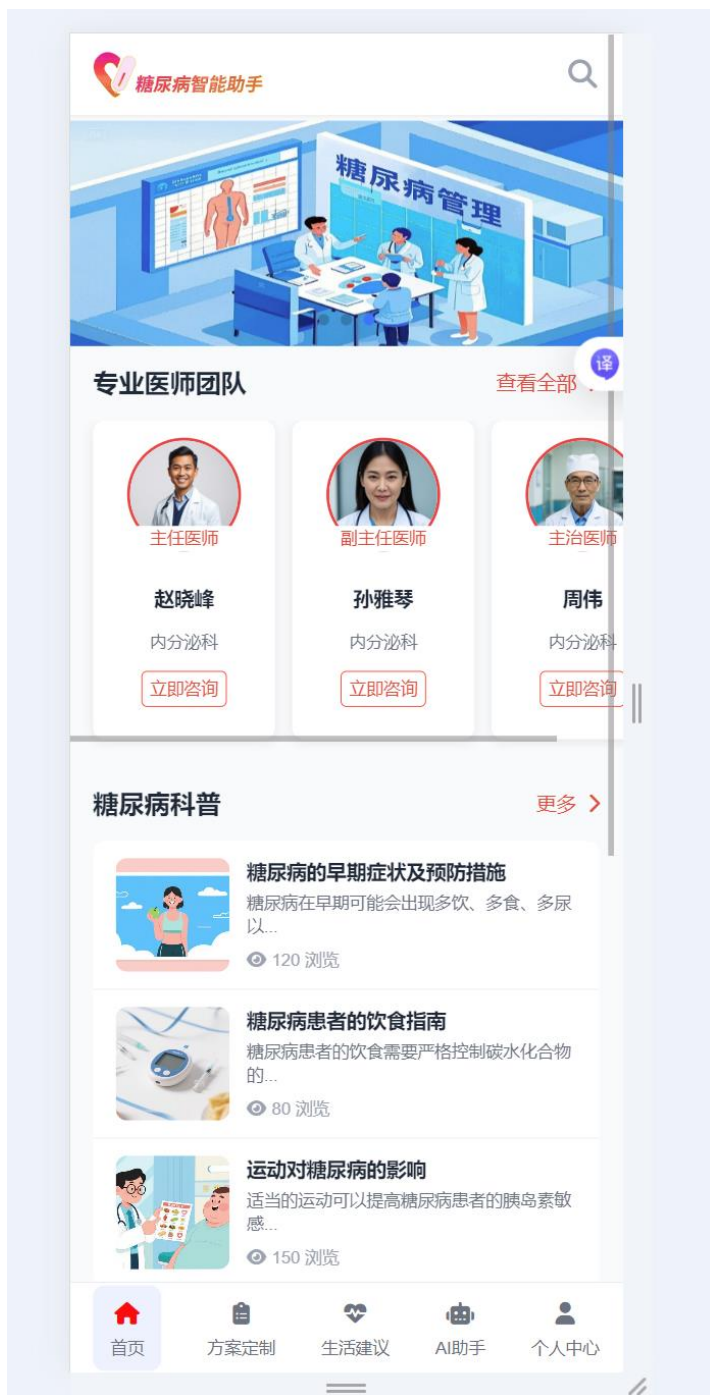 糖尿病智能助手
糖尿病管理
译
专业医师团队
查看全部
主任医师
副主任医师
主治医师
赵晓峰
孙雅琴
周伟
内分泌科
内分泌科
内分泌科
立即咨询
立即咨询
立即咨询
糖尿病科普
更多
糖尿病的早期症状及预防措施
糖尿病在早期可能会出现多饮、多食、多尿
以...
120 浏览
糖尿病患者的饮食指南
糖尿病患者的饮食需要严格控制碳水化合物
的...
80 浏览
运动对糖尿病的影响
适当的运动可以提高糖尿病患者的胰岛素敏
感...
150 浏览
首页
方案定制
生活建议
AI助手
个人中心